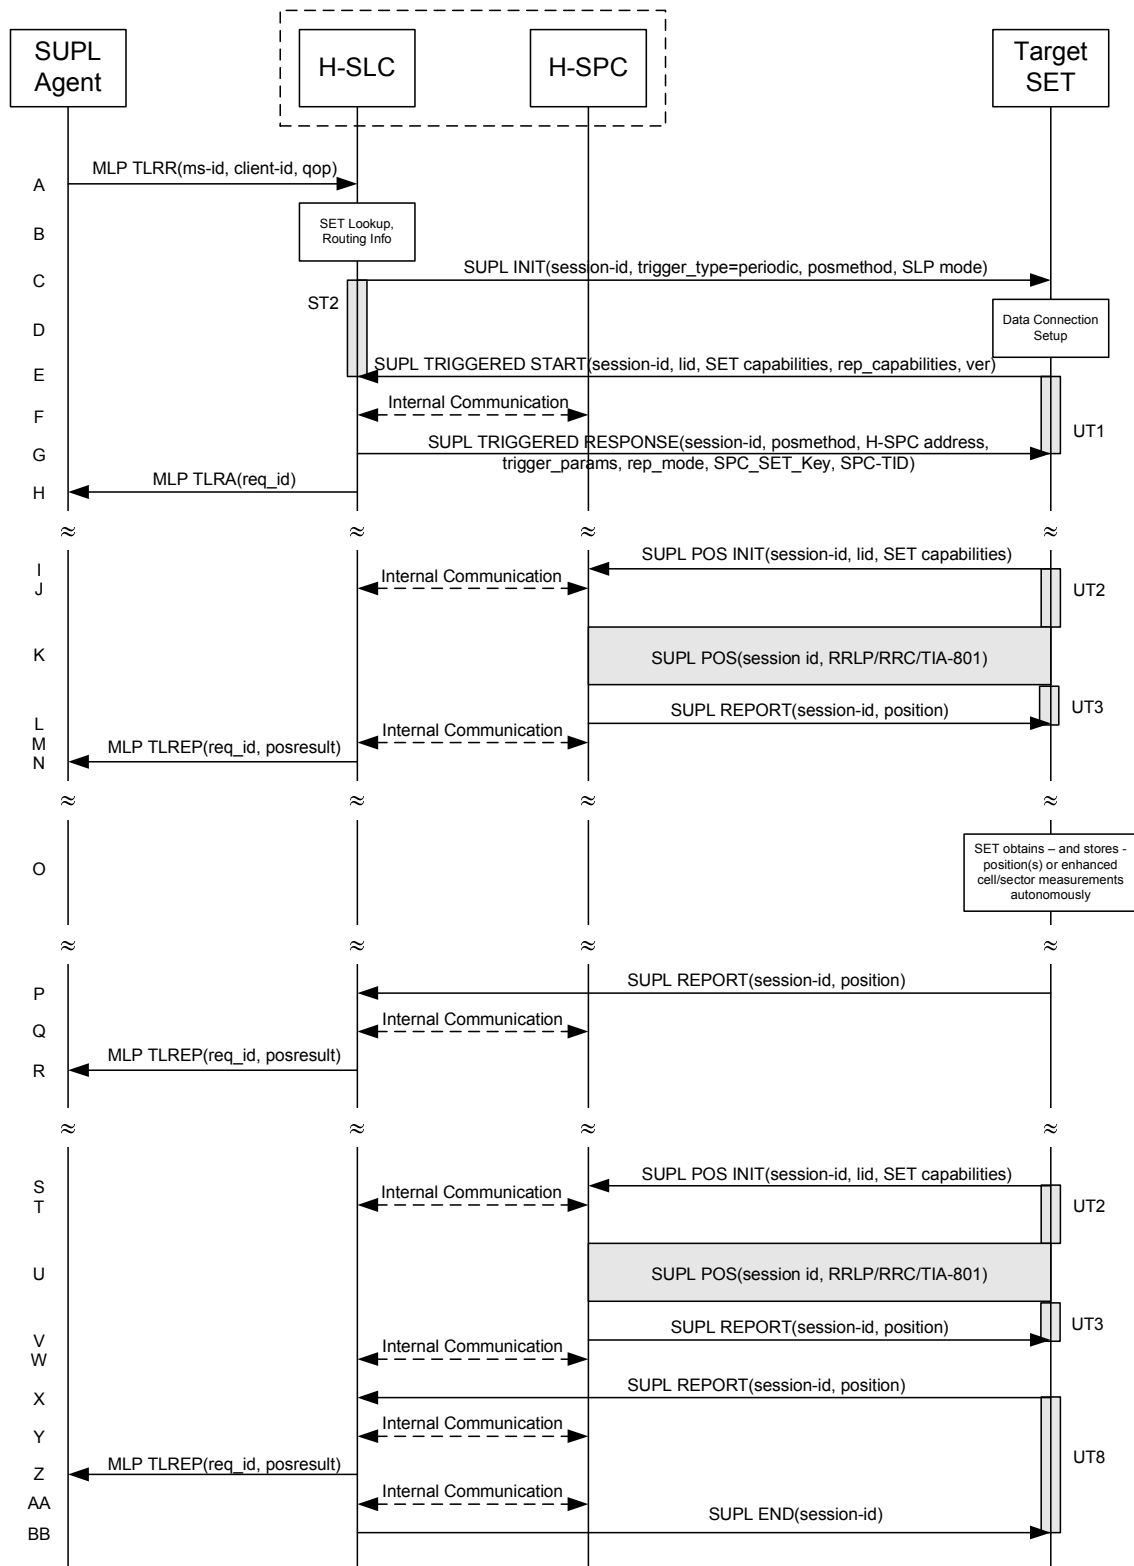 SUPL
Agent
H-SLC
H-SPC
Target
SET
A
MLP TLRR(ms-id, client-id, qop)
B
SET Lookup,
Routing Info
C
SUPL INIT(session-id, trigger_type=periodic, posmethod, SLP mode)
ST2
D
Data Connection
Setup
E
SUPL TRIGGERED START(session-id, lid, SET capabilities, rep_capabilities, ver)
F
Internal Communication
UT1
G
SUPL TRIGGERED RESPONSE(session-id, posmethod, H-SPC address,
trigger_params, rep_mode, SPC_SET_Key, SPC-TID)
H
MLP TLRA(req_id)
≈ ≈ ≈ ≈
I
SUPL POS INIT(session-id, lid, SET capabilities)
J
Internal Communication
UT2
K
SUPL POS(session id, RRLP/RRC/TIA-801)
L
SUPL REPORT(session-id, position)
UT3
M
Internal Communication
N
MLP TLREP(req_id, posresult)
≈ ≈ ≈ ≈
O
SET obtains – and stores -
position(s) or enhanced
cell/sector measurements
autonomously
≈ ≈ ≈ ≈
P
SUPL REPORT(session-id, position)
Q
Internal Communication
R
MLP TLREP(req_id, posresult)
≈ ≈ ≈ ≈
S
SUPL POS INIT(session-id, lid, SET capabilities)
T
Internal Communication
UT2
U
SUPL POS(session id, RRLP/RRC/TIA-801)
V
SUPL REPORT(session-id, position)
UT3
W
Internal Communication
X
SUPL REPORT(session-id, position)
Y
Internal Communication
Z
MLP TLREP(req_id, posresult)
UT8
AA
Internal Communication
BB
SUPL END(session-id)